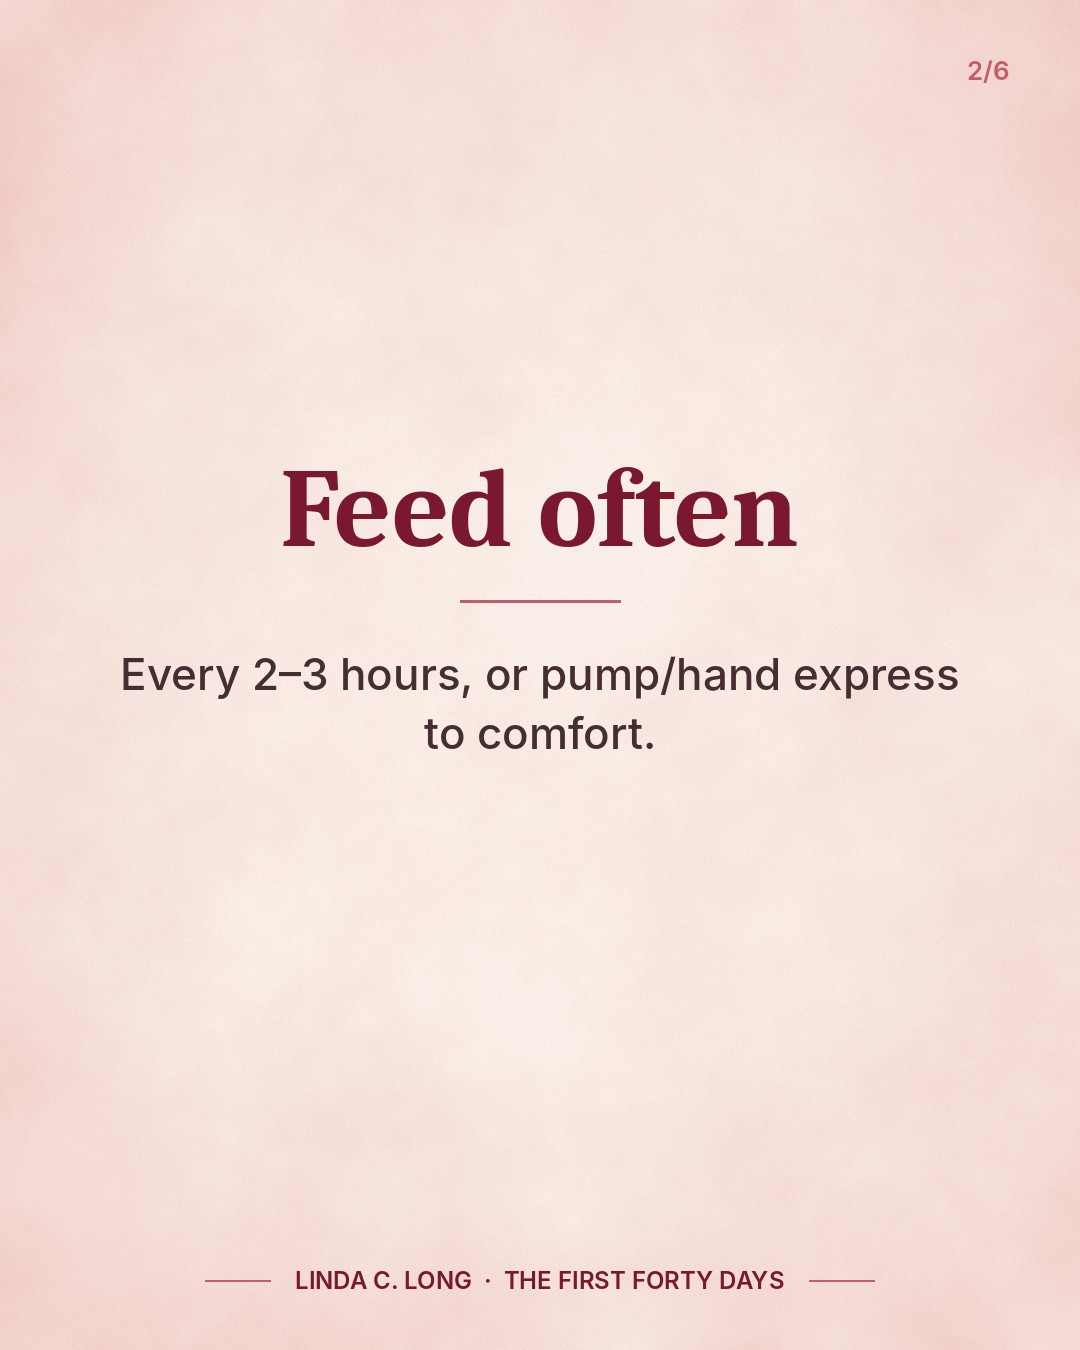 2/6
Feed often
Every 2–3 hours, or pump/hand express
to comfort.
LINDA C. LONG · THE FIRST FORTY DAYS